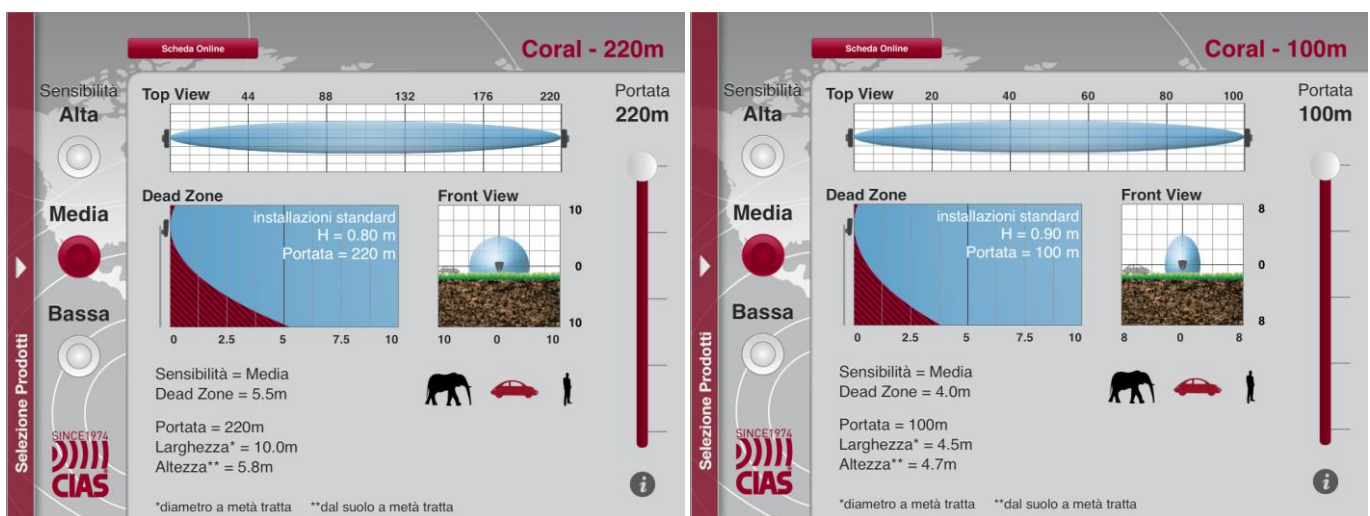 Scheda Online
Coral - 220m
Sensibilità
Alta
Media
Bassa
Top View 44 88 132 176 220
Portata
220m
Dead Zone
installazioni standard
H = 0.80 m
Portata = 220 m
0 2.5 5 7.5 10
Front View
10
0
10
10 0 10
Sensibilità = Media
Dead Zone = 5.5m
Portata = 220m
Larghezza* = 10.0m
Altezza** = 5.8m
*diametro a metà tratta **dal suolo a metà tratta
Selezione Prodotti
SINCE1974
CIAS
i
Scheda Online
Coral - 100m
Sensibilità
Alta
Media
Bassa
Top View 20 40 60 80 100
Portata
100m
Dead Zone
installazioni standard
H = 0.90 m
Portata = 100 m
0 2.5 5 7.5 10
Front View
8
0
8
8 0 8
Sensibilità = Media
Dead Zone = 4.0m
Portata = 100m
Larghezza* = 4.5m
Altezza** = 4.7m
*diametro a metà tratta **dal suolo a metà tratta
Selezione Prodotti
SINCE1974
CIAS
i